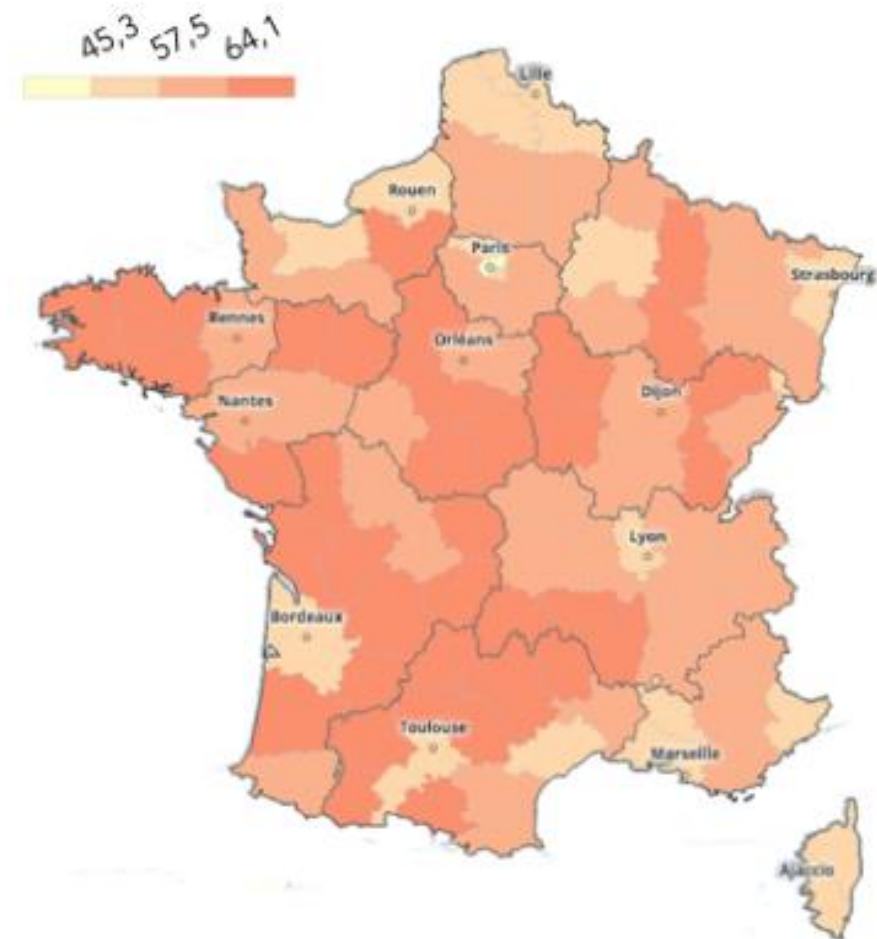 45,3 57,5 64,1
Lille
Rouen
Paris
Strasbourg
Rennes
Orléans
Nantes
Dijon
Lyon
Bordeaux
Toulouse
Marseille
Ajaccio